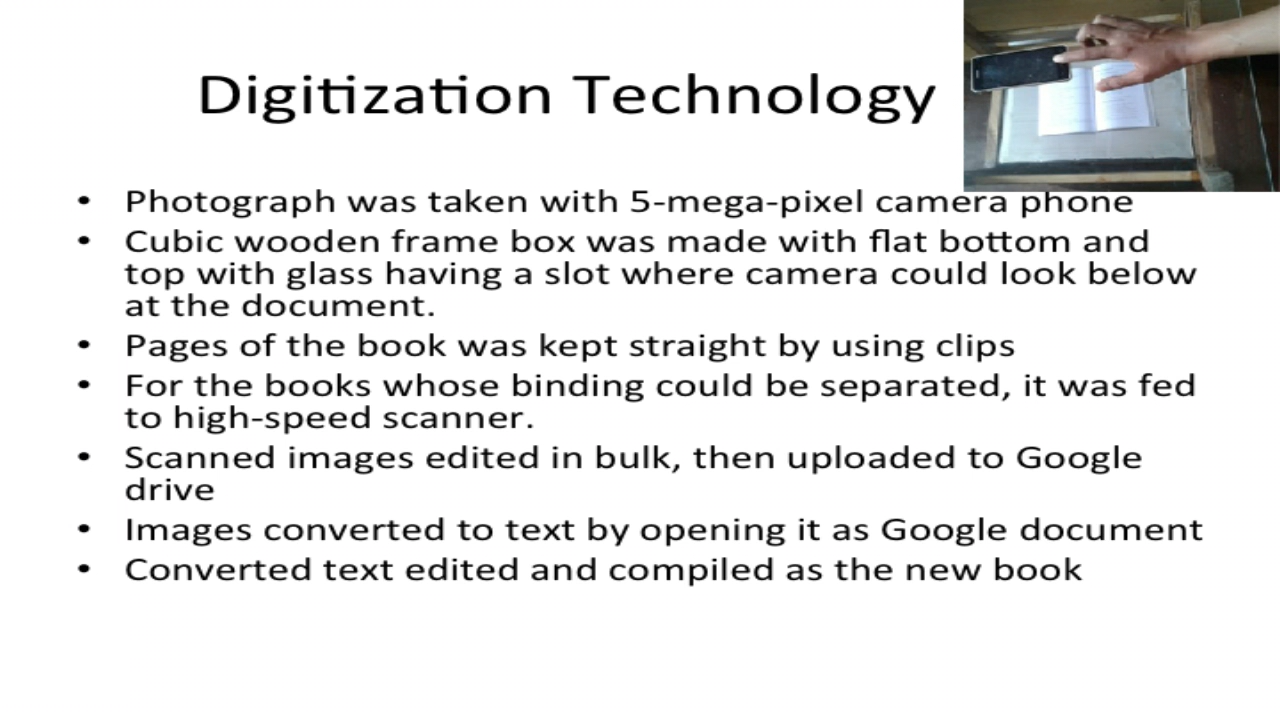 Digitization Technology
• Photograph was taken with 5-mega-pixel camera phone
• Cubic wooden frame box was made with flat bottom and
top with glass having a slot where camera could look below
at the document.
• Pages of the book was kept straight by using clips
• For the books whose binding could be separated, it was fed
to high-speed scanner.
• Scanned images edited in bulk, then uploaded to Google
drive
• Images converted to text by opening it as Google document
• Converted text edited and compiled as the new book